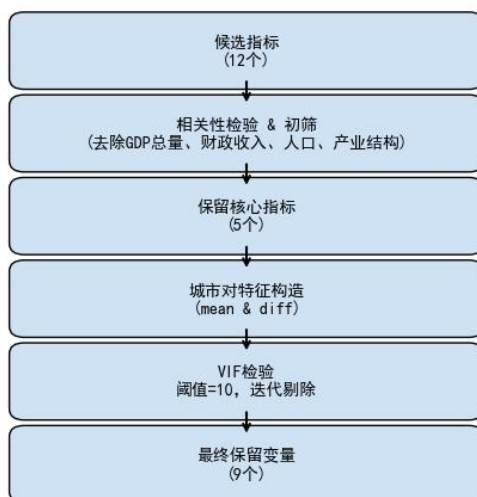 候选指标
(12个)
相关性检验 & 初筛
(去除GDP总量、财政收入、人口、产业结构)
保留核心指标
(5个)
城市对特征构造
(mean & diff)
VIF检验
阈值=10, 迭代剔除
最终保留变量
(9个)